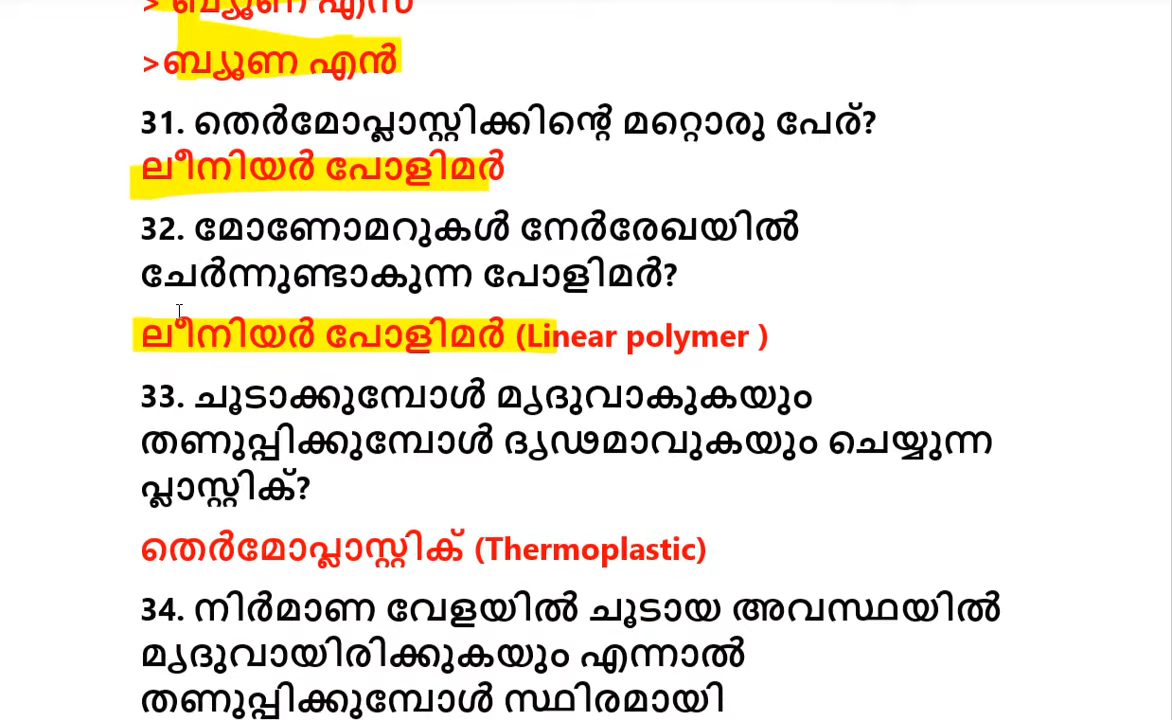 > ബ്യൂണ എസ്
>ബ്യൂണ എൻ
31. തെർമോപ്ലാസ്റ്റിക്കിന്റെ മറ്റൊരു പേര്?
ലീനിയർ പോളിമർ
32. മോണോമറുകൾ നേർരേഖയിൽ
ചേർന്നുണ്ടാകുന്ന പോളിമർ?
ലീനിയർ പോളിമർ (Linear polymer )
33. ചൂടാക്കുമ്പോൾ മൃദുവാകുകയും
തണുപ്പിക്കുമ്പോൾ ദൃഢമാവുകയും ചെയ്യുന്ന
പ്ലാസ്റ്റിക്?
തെർമോപ്ലാസ്റ്റിക് (Thermoplastic)
34. നിർമാണ വേളയിൽ ചൂടായ അവസ്ഥയിൽ
മൃദുവായിരിക്കുകയും എന്നാൽ
തണുപ്പിക്കുമ്പോൾ സ്ഥിരമായി